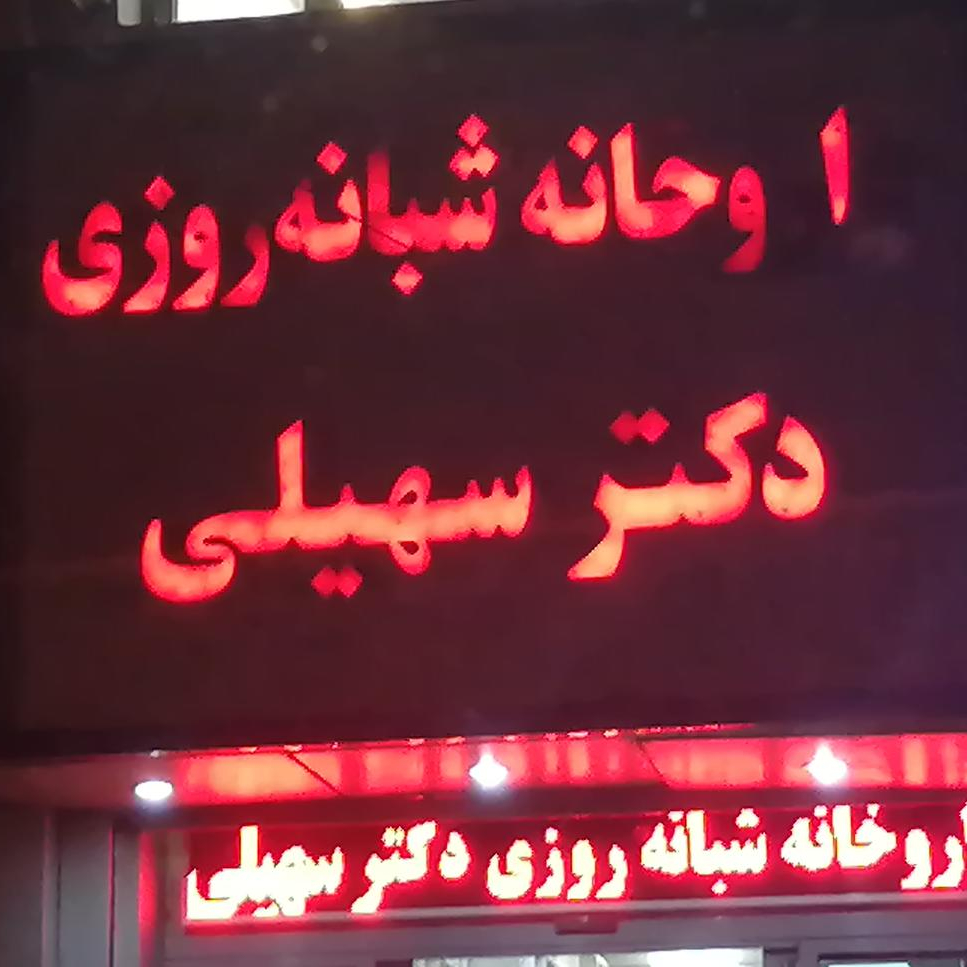 ا وحانه شبانه روزی
دکتر سهیلی
اروخانه شبانه روزی دکتر سهیلی